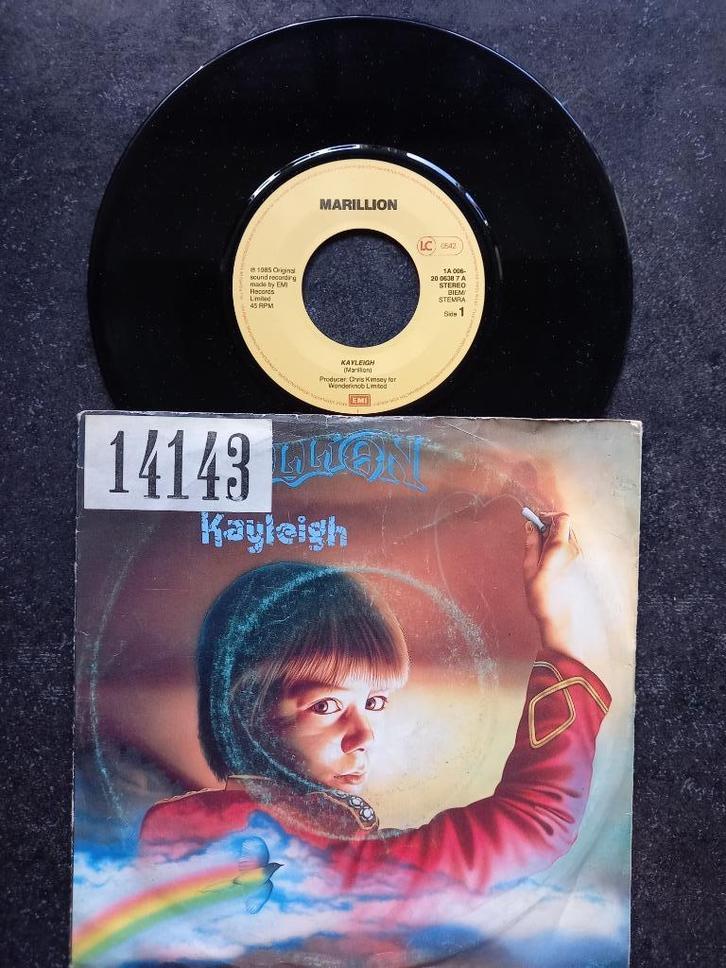 MARILLION
LC 0542
℗ 1985 Original
sound recording
made by EMI
Records
Limited
45 RPM
1A 006-
20 0638 7 A
STEREO
BIEM/
STEMRA
Side 1
KAYLEIGH
(Marillion)
Producer: Chris Kimsey for
Wonderknob Limited
EMI
14143
LLION
Kayleigh